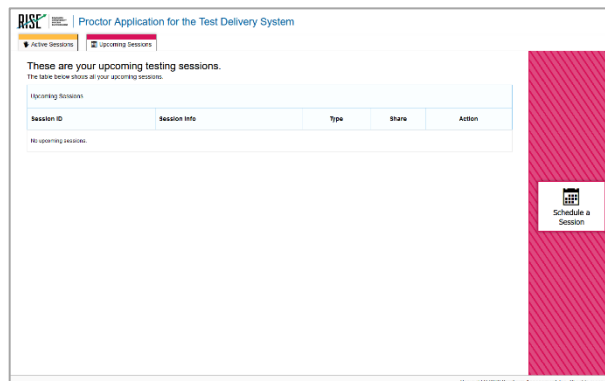 RISE
Proctor Application for the Test Delivery System
Active Sessions
Upcoming Sessions
These are your upcoming testing sessions.
The table below shows all your upcoming sessions.
Upcoming Sessions
Session ID Session Info Type Share Action
No upcoming sessions.
Schedule a
Session